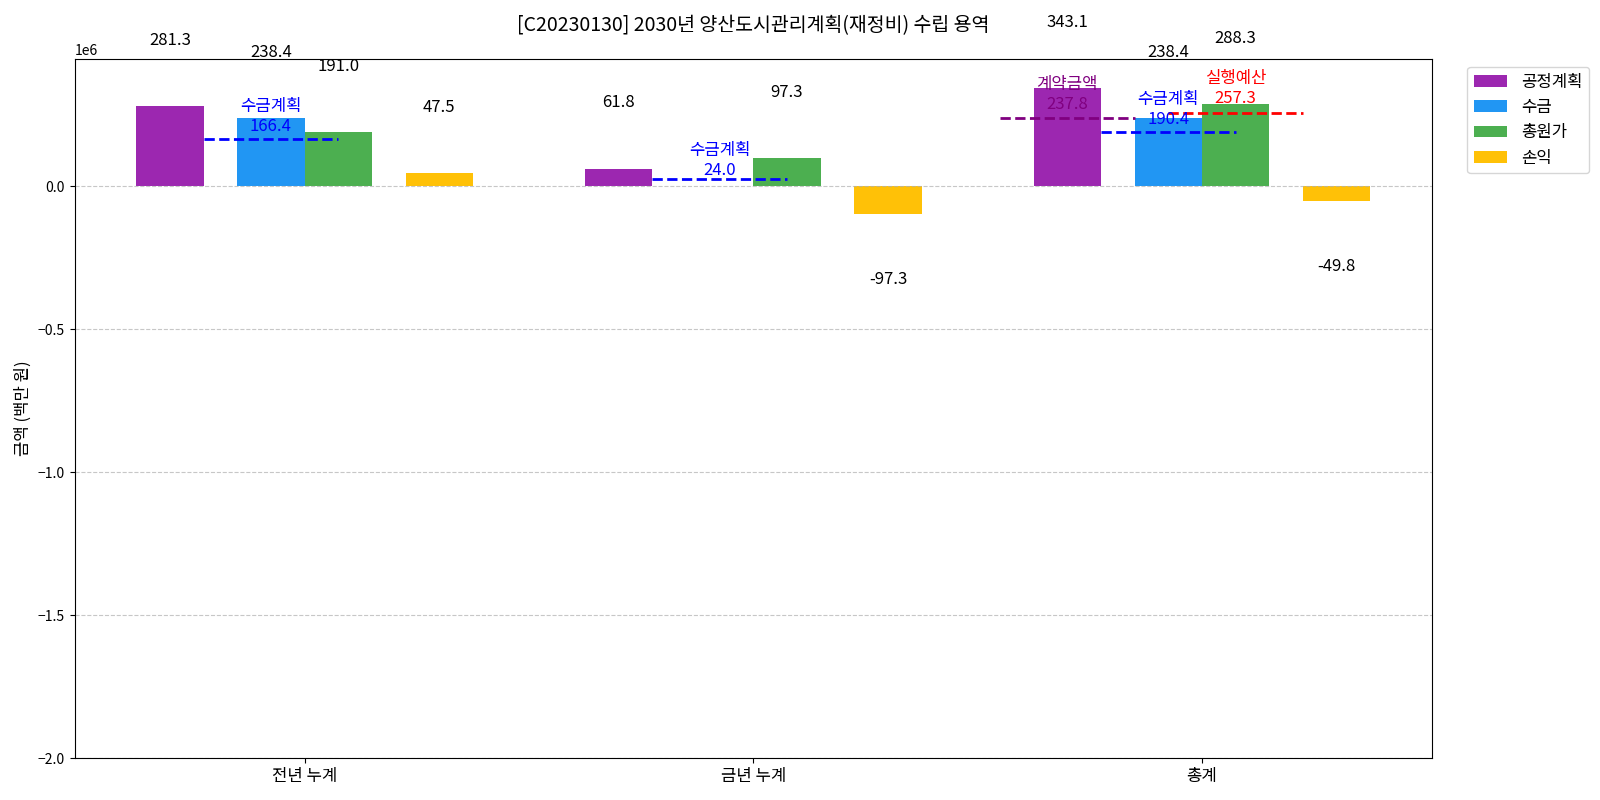 [C20230130] 2030년 양산도시관리계획(재정비) 수립 용역
1e6
281.3
238.4
191.0
47.5
61.8
97.3
-97.3
343.1
238.4
288.3
-49.8
수금계획
166.4
수금계획
24.0
계약금액
237.8
수금계획
190.4
실행예산
257.3
공정계획
수금
총원가
손익
금액 (백만 원)
0.0
−0.5
−1.0
−1.5
−2.0
전년 누계
금년 누계
총계